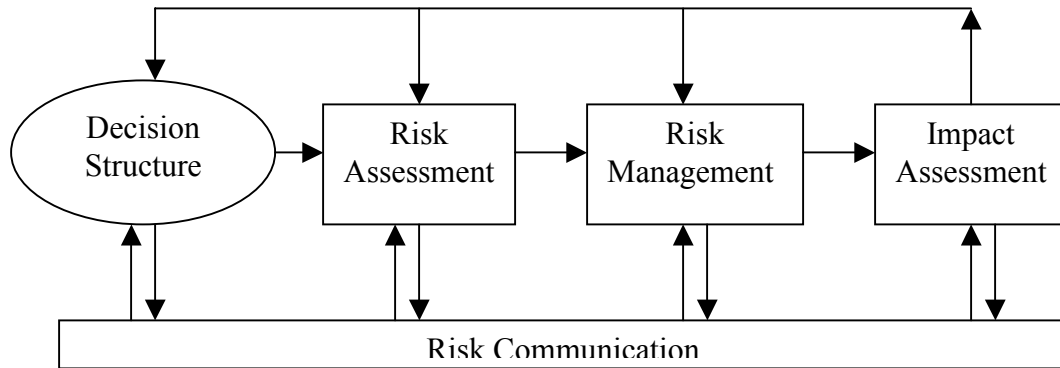 Decision
Structure
Risk
Assessment
Risk
Management
Impact
Assessment
Risk Communication